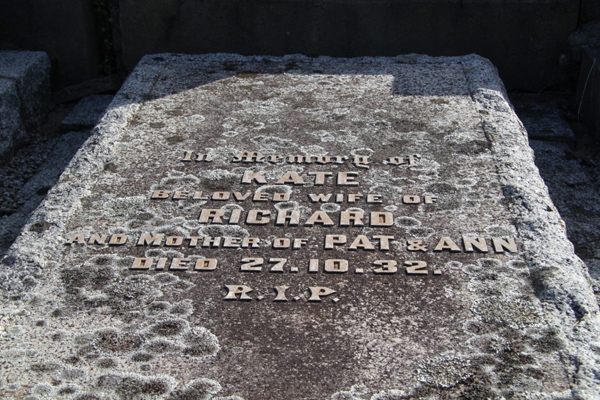 In Memory of
KATE
BELOVED WIFE OF
RICHARD
AND MOTHER OF PAT & ANN
DIED 27.10.32.
R.I.P.